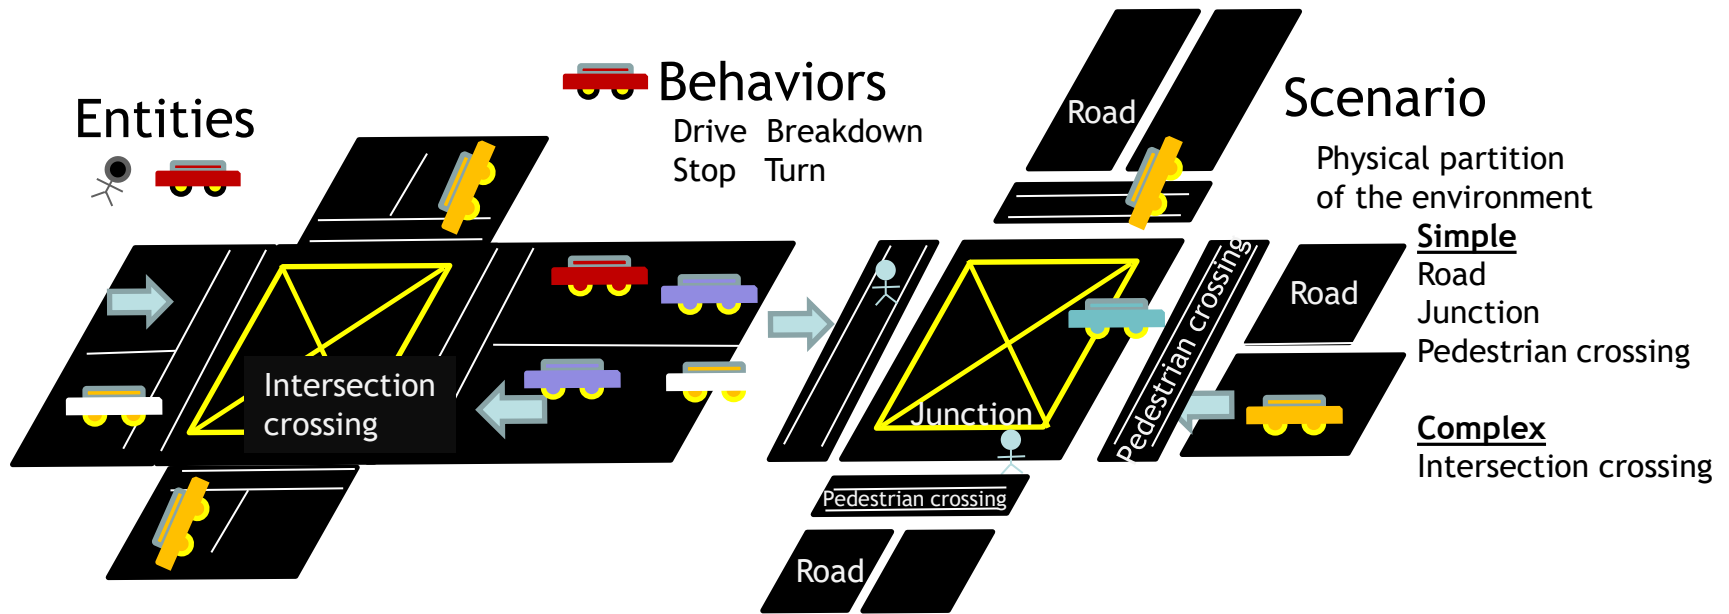 Entities
Behaviors
Drive Breakdown
Stop Turn
Intersection
crossing
Road
Junction
Pedestrian crossing
Pedestrian crossing
Road
Road
Scenario
Physical partition
of the environment
Simple
Road
Junction
Pedestrian crossing
Complex
Intersection crossing